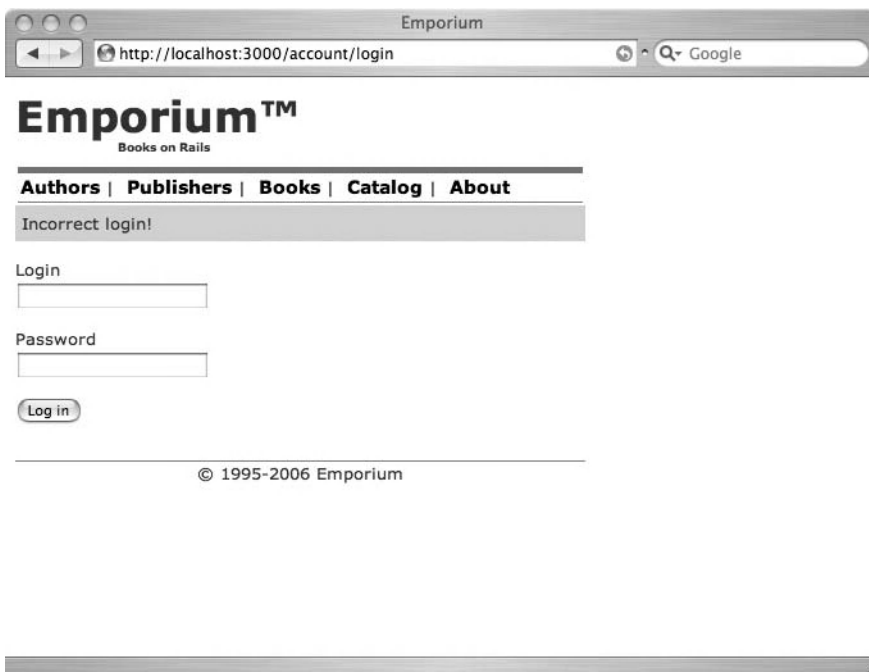 Emporium
http://localhost:3000/account/login
Google
Emporium™
Books on Rails
Authors | Publishers | Books | Catalog | About
Incorrect login!
Login
Password
Log in
© 1995-2006 Emporium